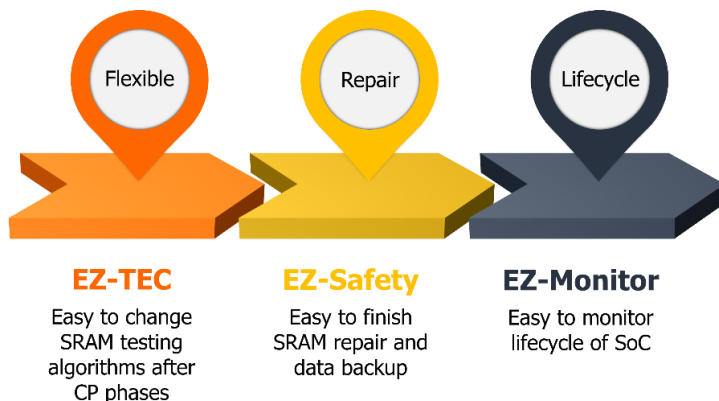 Flexible
Repair
Lifecycle
EZ-TEC
Easy to change
SRAM testing
algorithms after
CP phases
EZ-Safety
Easy to finish
SRAM repair and
data backup
EZ-Monitor
Easy to monitor
lifecycle of SoC